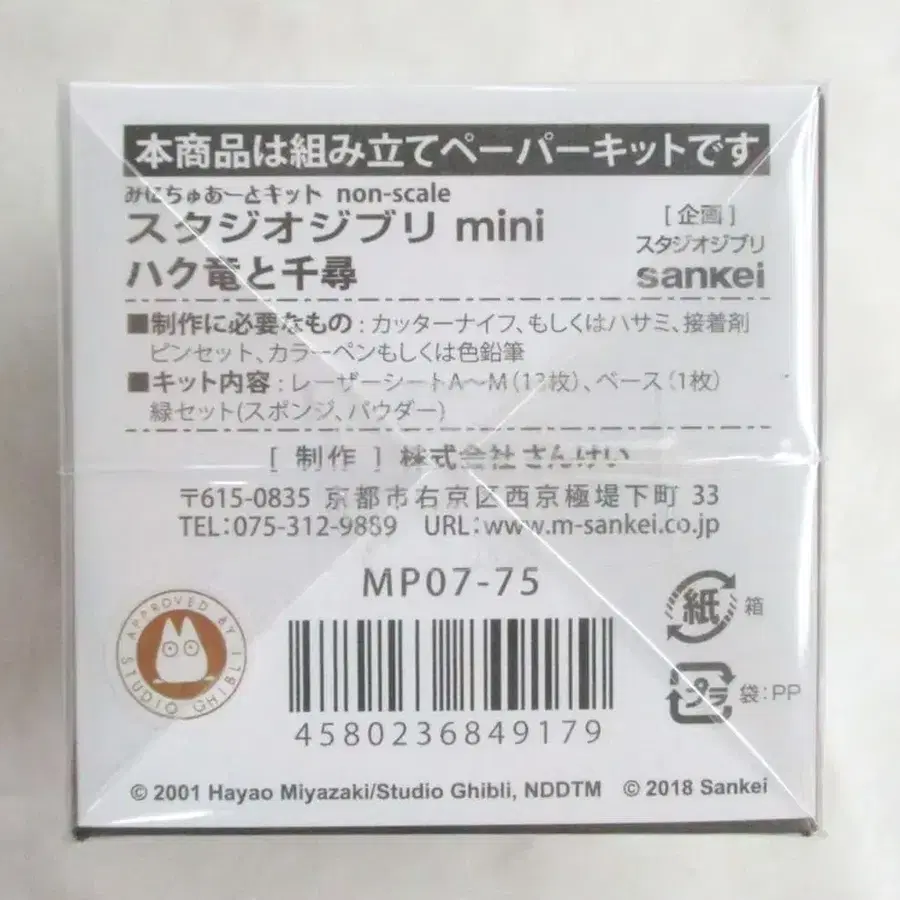 本商品は組み立てペーパーキットです
みにちゅあーとキット non-scale
スタジオジブリ mini
ハク竜と千尋
[企画]
スタジオジブリ
sankei
■制作に必要なもの：カッターナイフ、もしくはハサミ、接着剤
ピンセット、カラーペンもしくは色鉛筆
■キット内容：レーザーシートA～M(13枚)、ベース(1枚)
緑セット(スポンジ、パウダー)
[制作] 株式会社さんけい
〒615-0835 京都市右京区西京極堤下町 33
TEL：075-312-9889 URL：www.m-sankei.co.jp
MP07-75
APPROVED BY STUDIO GHIBLI
紙 箱
プラ 袋：PP
4580236849179
© 2001 Hayao Miyazaki/Studio Ghibli, NDDTM © 2018 Sankei